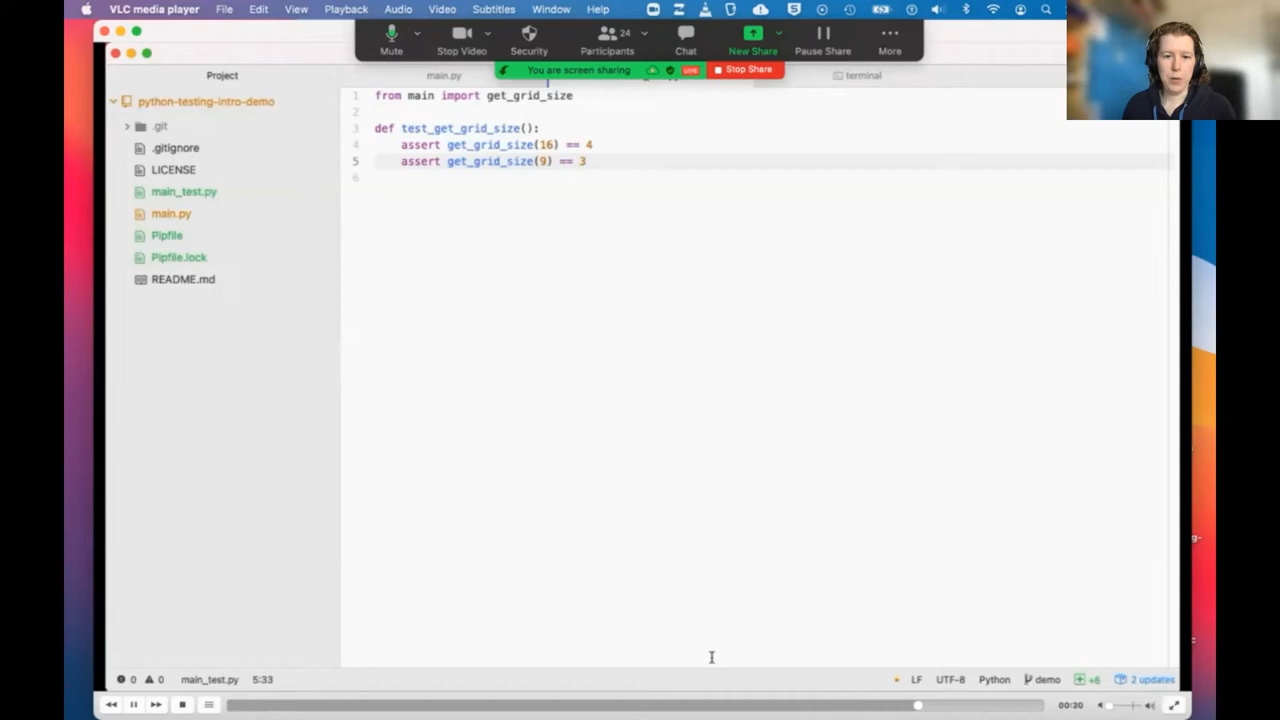 VLC media player File Edit View Playback Audio Video Subtitles Window Help
24
Mute Stop Video Security Participants Chat New Share Pause Share More
You are screen sharing LIVE Stop Share
Project main.py terminal
python-testing-intro-demo
.git
.gitignore
LICENSE
main_test.py
main.py
Pipfile
Pipfile.lock
README.md
1 from main import get_grid_size
2
3 def test_get_grid_size():
4 assert get_grid_size(16) == 4
5 assert get_grid_size(9) == 3
6
0 0 main_test.py 5:33 LF UTF-8 Python demo +6 2 updates
00:30